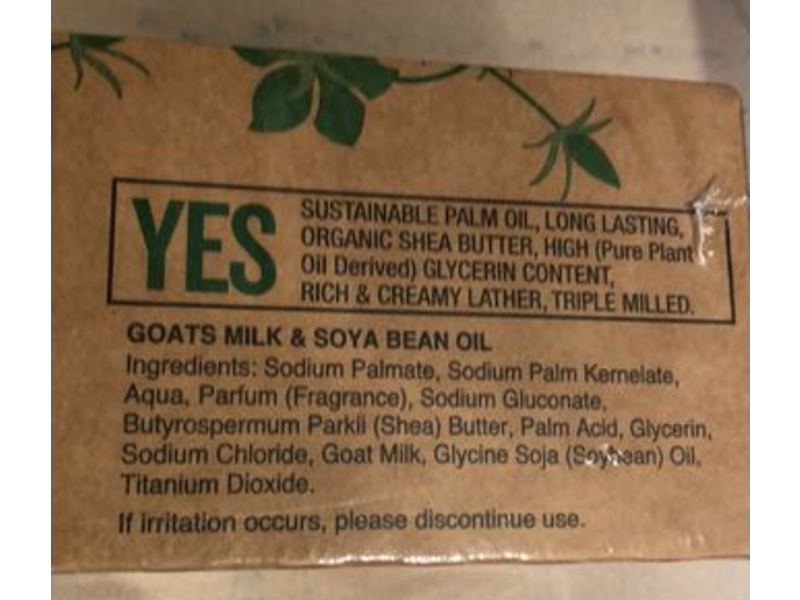 YES
SUSTAINABLE PALM OIL, LONG LASTING,
ORGANIC SHEA BUTTER, HIGH (Pure Plant
Oil Derived) GLYCERIN CONTENT,
RICH & CREAMY LATHER, TRIPLE MILLED.
GOATS MILK & SOYA BEAN OIL
Ingredients: Sodium Palmate, Sodium Palm Kernelate,
Aqua, Parfum (Fragrance), Sodium Gluconate,
Butyrospermum Parkii (Shea) Butter, Palm Acid, Glycerin,
Sodium Chloride, Goat Milk, Glycine Soja (Soybean) Oil,
Titanium Dioxide.
If irritation occurs, please discontinue use.